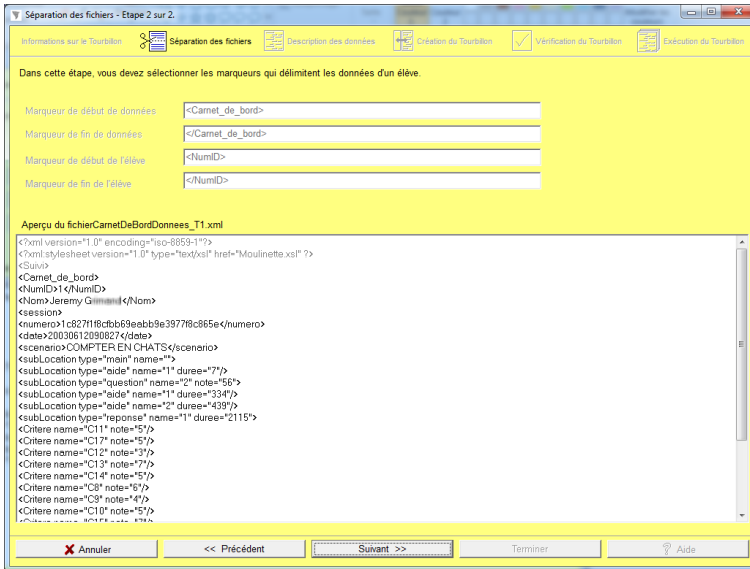 Séparation des fichiers - Etape 2 sur 2.
Informations sur le Tourbillon
Séparation des fichiers
Description des données
Création du Tourbillon
Vérification du Tourbillon
Exécution du Tourbillon
Dans cette étape, vous devez sélectionner les marqueurs qui délimitent les données d'un élève.
Marqueur de début de données <Carnet_de_bord>
Marqueur de fin de données </Carnet_de_bord>
Marqueur de début de l'élève <NumID>
Marqueur de fin de l'élève </NumID>
Aperçu du fichierCarnetDeBordDonnees_T1.xml
<?xml version="1.0" encoding="iso-8859-1"?>
<?xml:stylesheet version="1.0" type="text/xsl" href="Moulinette.xsl" ?>
<Suivi>
<Carnet_de_bord>
<NumID>1</NumID>
<Nom>Jeremy </Nom>
<session>
<numero>1c827f1f8cfbb69eabb9e3977f8c865e</numero>
<date>20030612090827</date>
<scenario>COMPTER EN CHATS</scenario>
<subLocation type="main" name="">
<subLocation type="aide" name="1" duree="7"/>
<subLocation type="question" name="2" note="56">
<subLocation type="aide" name="1" duree="334"/>
<subLocation type="aide" name="2" duree="439"/>
<subLocation type="reponse" name="1" duree="2115">
<Critere name="C11" note="5"/>
<Critere name="C17" note="5"/>
<Critere name="C12" note="3"/>
<Critere name="C13" note="7"/>
<Critere name="C14" note="5"/>
<Critere name="C8" note="6"/>
<Critere name="C9" note="4"/>
<Critere name="C10" note="5"/>
<Critere name="C15" note="7"/>
Annuler
<< Précédent
Suivant >>
Terminer
Aide